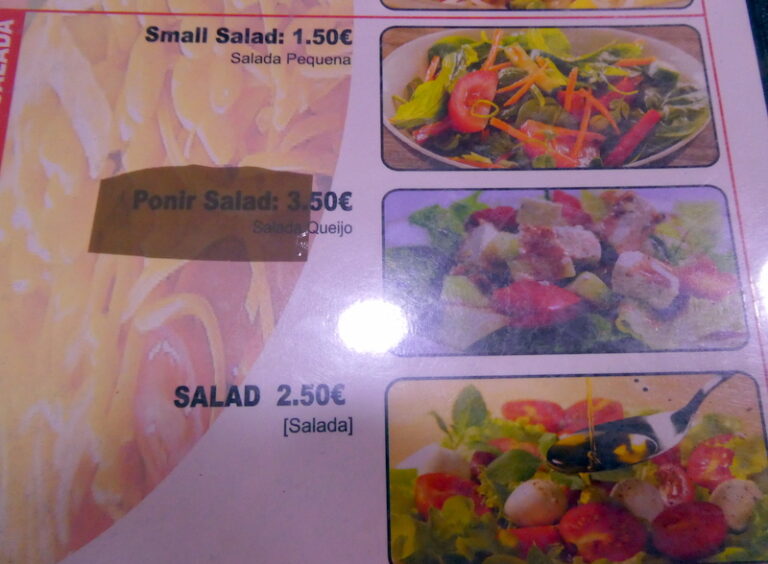 Small Salad: 1.50€
Salada Pequena
Ponir Salad: 3.50€
Salada Queijo
SALAD 2.50€
[Salada]